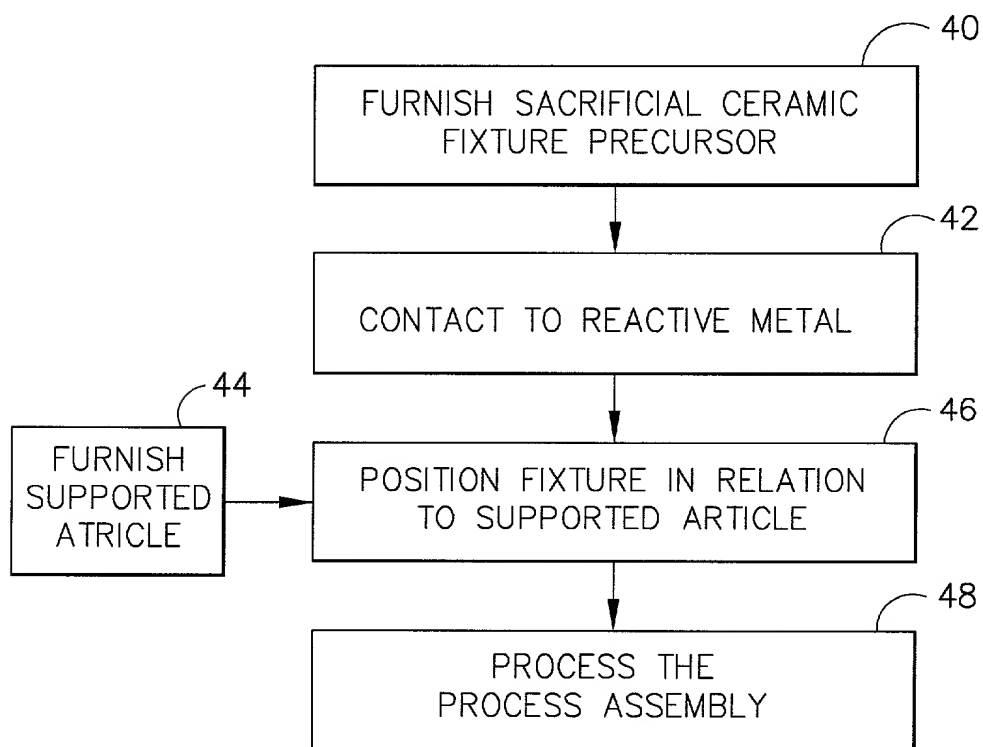 40
FURNISH SACRIFICIAL CERAMIC
FIXTURE PRECURSOR
42
CONTACT TO REACTIVE METAL
44
FURNISH
SUPPORTED
ATRICLE
46
POSITION FIXTURE IN RELATION
TO SUPPORTED ARTICLE
48
PROCESS THE
PROCESS ASSEMBLY